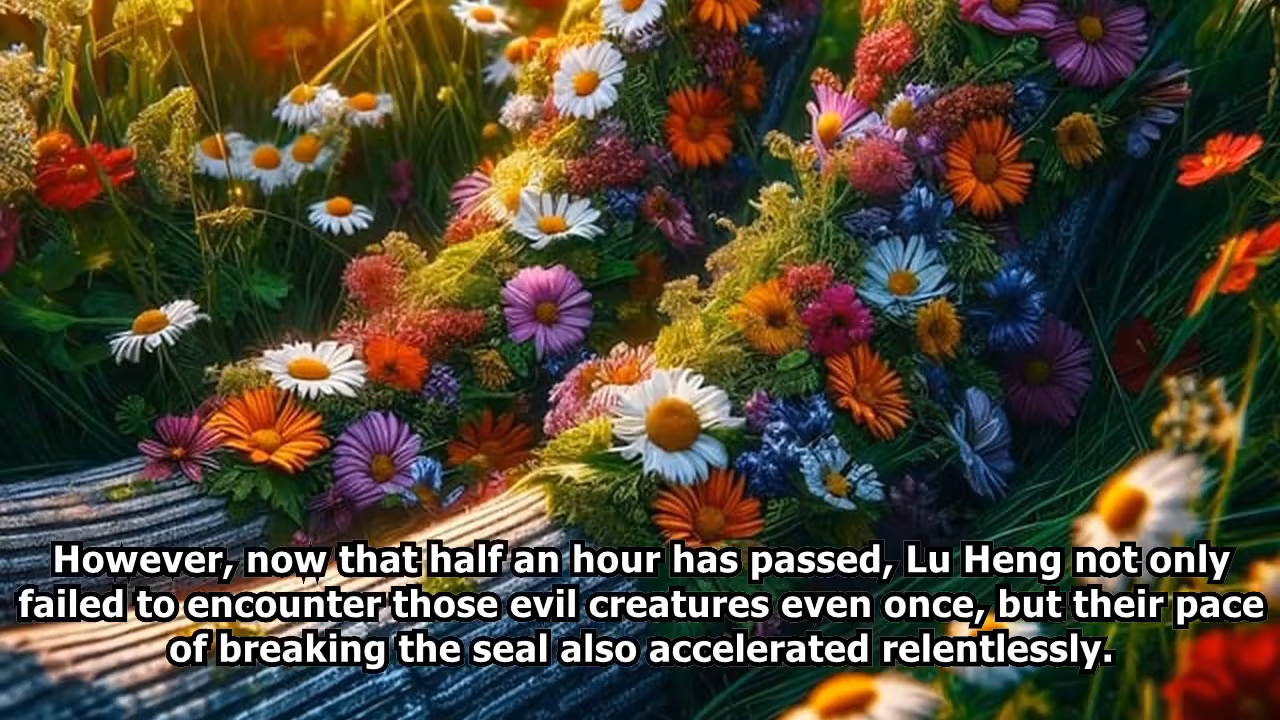 However, now that half an hour has passed, Lu Heng not only
failed to encounter those evil creatures even once, but their pace
of breaking the seal also accelerated relentlessly.